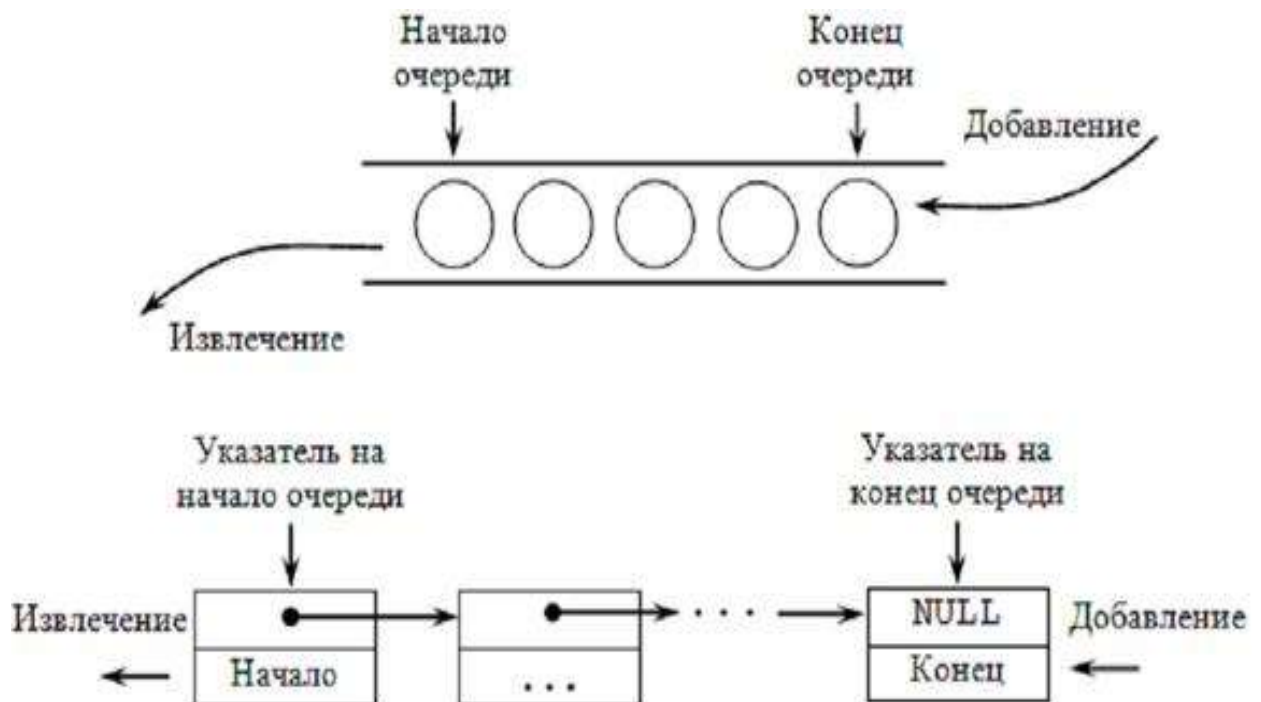 Начало
очереди
Конец
очереди
Добавление
Извлечение
Указатель на
начало очереди
Указатель на
конец очереди
Извлечение
NULL
Добавление
Начало
...
Конец